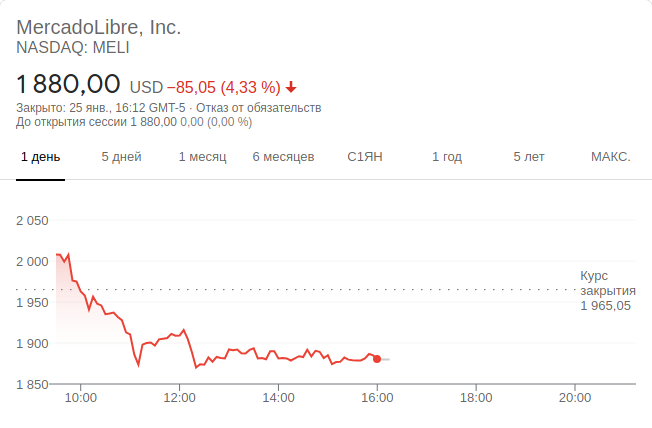 MercadoLibre, Inc.
NASDAQ: MELI
1 880,00 USD −85,05 (4,33 %)
Закрыто: 25 янв., 16:12 GMT-5 · Отказ от обязательств
До открытия сессии 1 880,00 0,00 (0,00 %)
1 день 5 дней 1 месяц 6 месяцев С1ЯН 1 год 5 лет МАКС.
2 050
2 000
Курс
закрытия
1 965,05
1 950
1 900
1 850
10:00 12:00 14:00 16:00 18:00 20:00